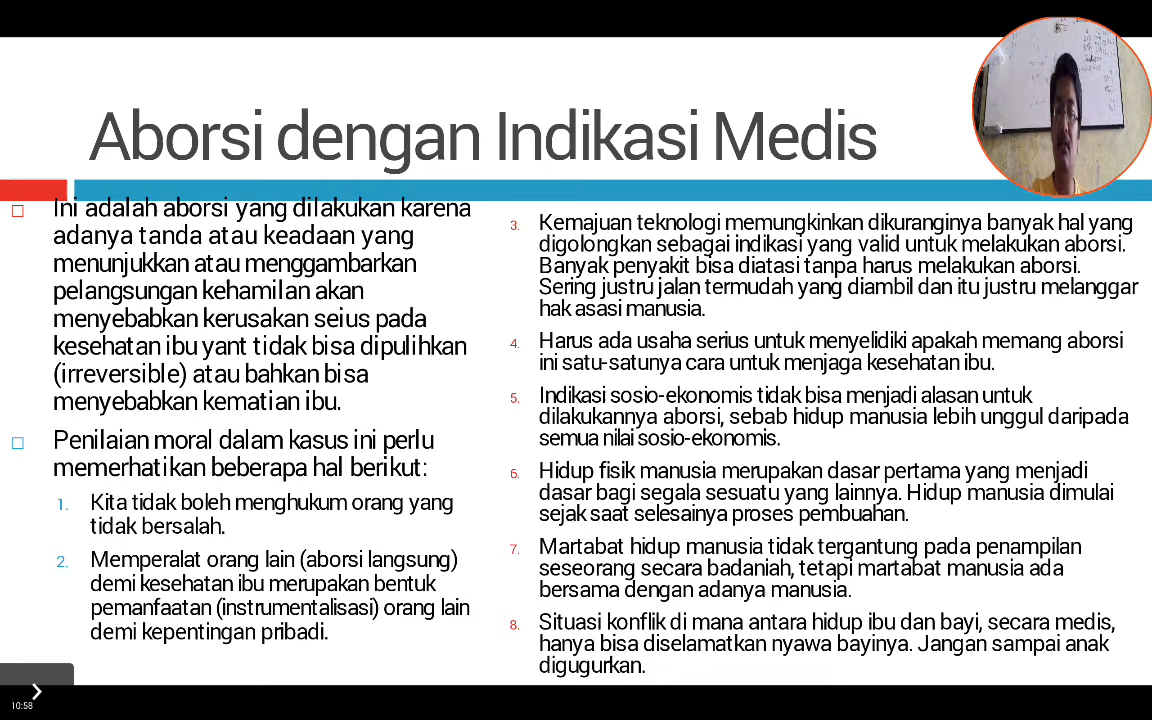 Aborsi dengan Indikasi Medis
Ini adalah aborsi yang dilakukan karena
adanya tanda atau keadaan yang
menunjukkan atau menggambarkan
pelangsungan kehamilan akan
menyebabkan kerusakan seius pada
kesehatan ibu yant tidak bisa dipulihkan
(irreversible) atau bahkan bisa
menyebabkan kematian ibu.
Penilaian moral dalam kasus ini perlu
memerhatikan beberapa hal berikut:
1. Kita tidak boleh menghukum orang yang
tidak bersalah.
2. Memperalat orang lain (aborsi langsung)
demi kesehatan ibu merupakan bentuk
pemanfaatan (instrumentalisasi) orang lain
demi kepentingan pribadi.
3. Kemajuan teknologi memungkinkan dikuranginya banyak hal yang
digolongkan sebagai indikasi yang valid untuk melakukan aborsi.
Banyak penyakit bisa diatasi tanpa harus melakukan aborsi.
Sering justru jalan termudah yang diambil dan itu justru melanggar
hak asasi manusia.
4. Harus ada usaha serius untuk menyelidiki apakah memang aborsi
ini satu-satunya cara untuk menjaga kesehatan ibu.
5. Indikasi sosio-ekonomis tidak bisa menjadi alasan untuk
dilakukannya aborsi, sebab hidup manusia lebih unggul daripada
semua nilai sosio-ekonomis.
6. Hidup fisik manusia merupakan dasar pertama yang menjadi
dasar bagi segala sesuatu yang lainnya. Hidup manusia dimulai
sejak saat selesainya proses pembuahan.
7. Martabat hidup manusia tidak tergantung pada penampilan
seseorang secara badaniah, tetapi martabat manusia ada
bersama dengan adanya manusia.
8. Situasi konflik di mana antara hidup ibu dan bayi, secara medis,
hanya bisa diselamatkan nyawa bayinya. Jangan sampai anak
digugurkan.
10:58